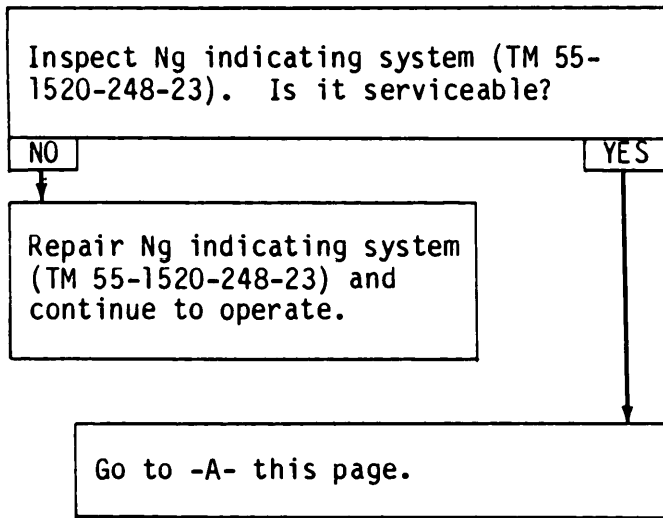 Inspect Ng indicating system (TM 55-
1520-248-23). Is it serviceable?
NO
YES
Repair Ng indicating system
(TM 55-1520-248-23) and
continue to operate.
Go to -A- this page.